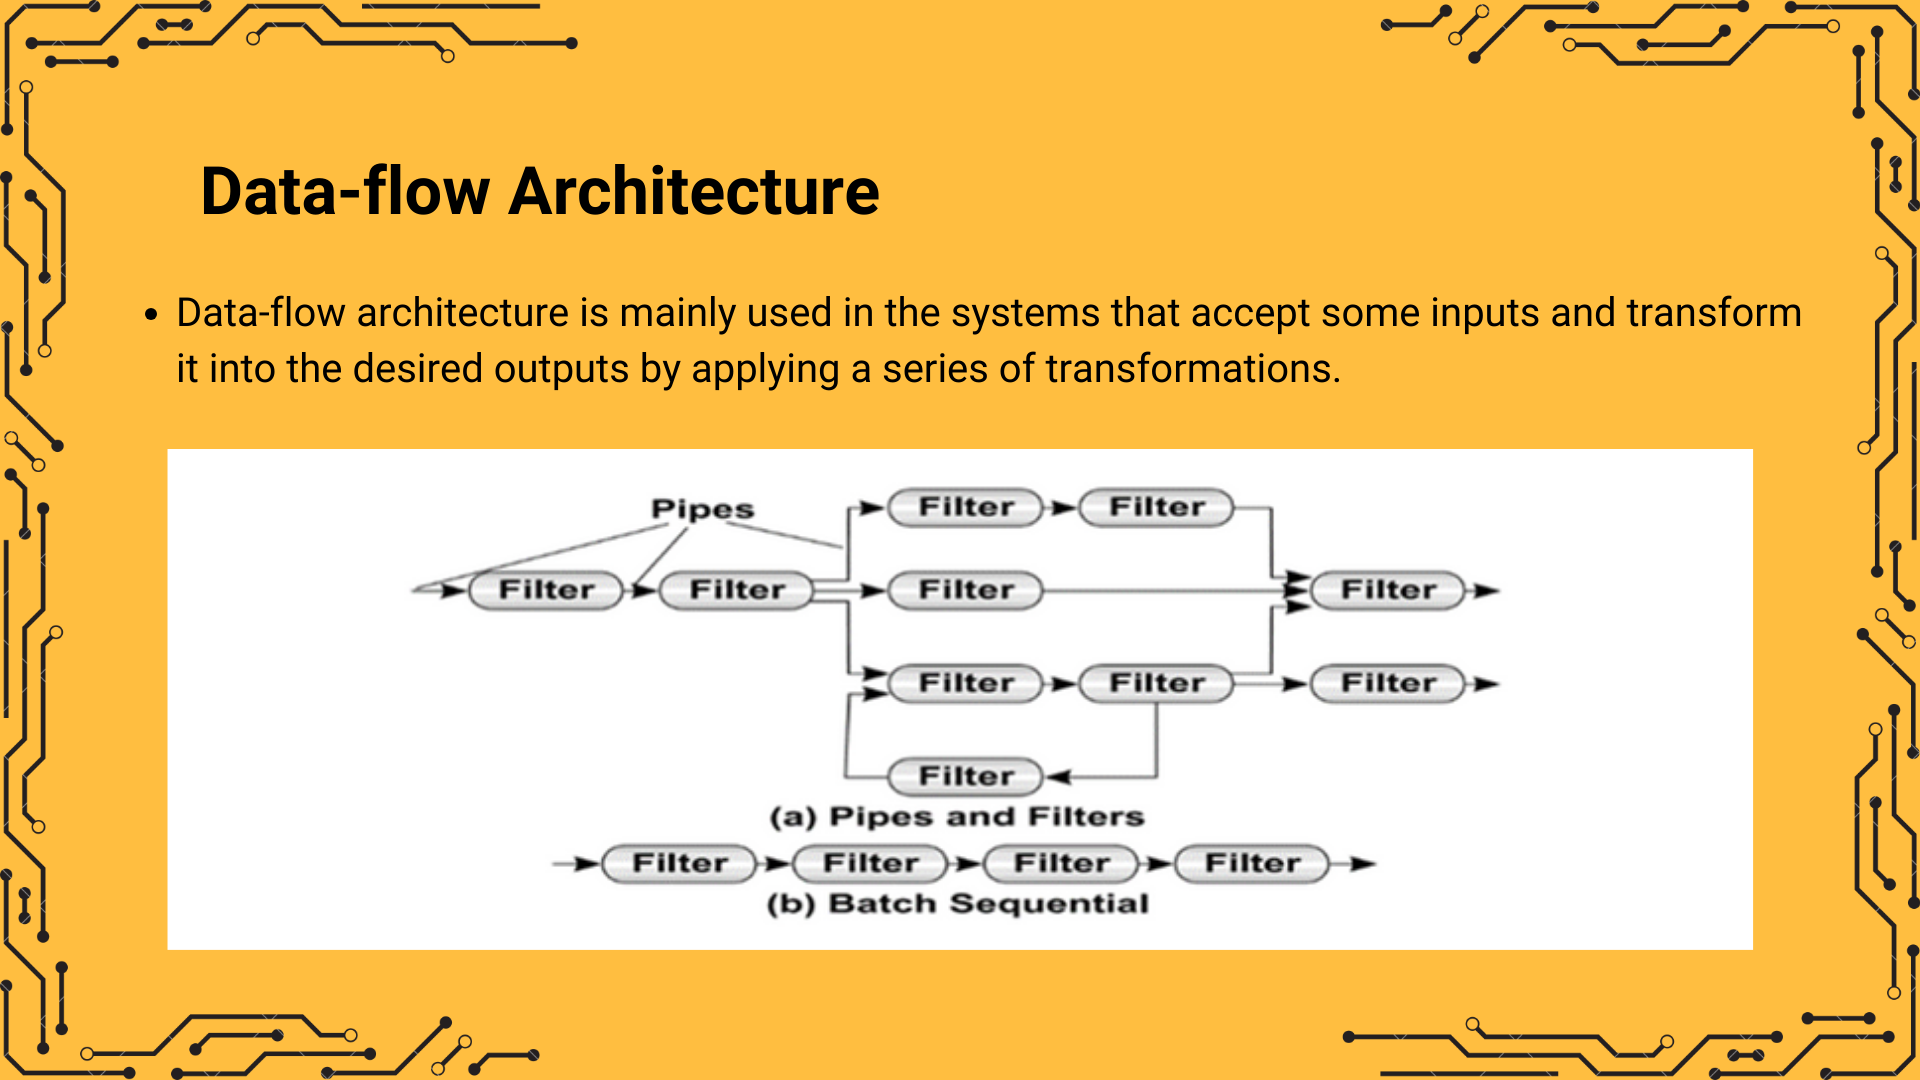 Data-flow Architecture
• Data-flow architecture is mainly used in the systems that accept some inputs and transform
it into the desired outputs by applying a series of transformations.
Pipes
Filter Filter
Filter Filter Filter Filter
Filter Filter Filter
Filter
(a) Pipes and Filters
Filter Filter Filter Filter
(b) Batch Sequential